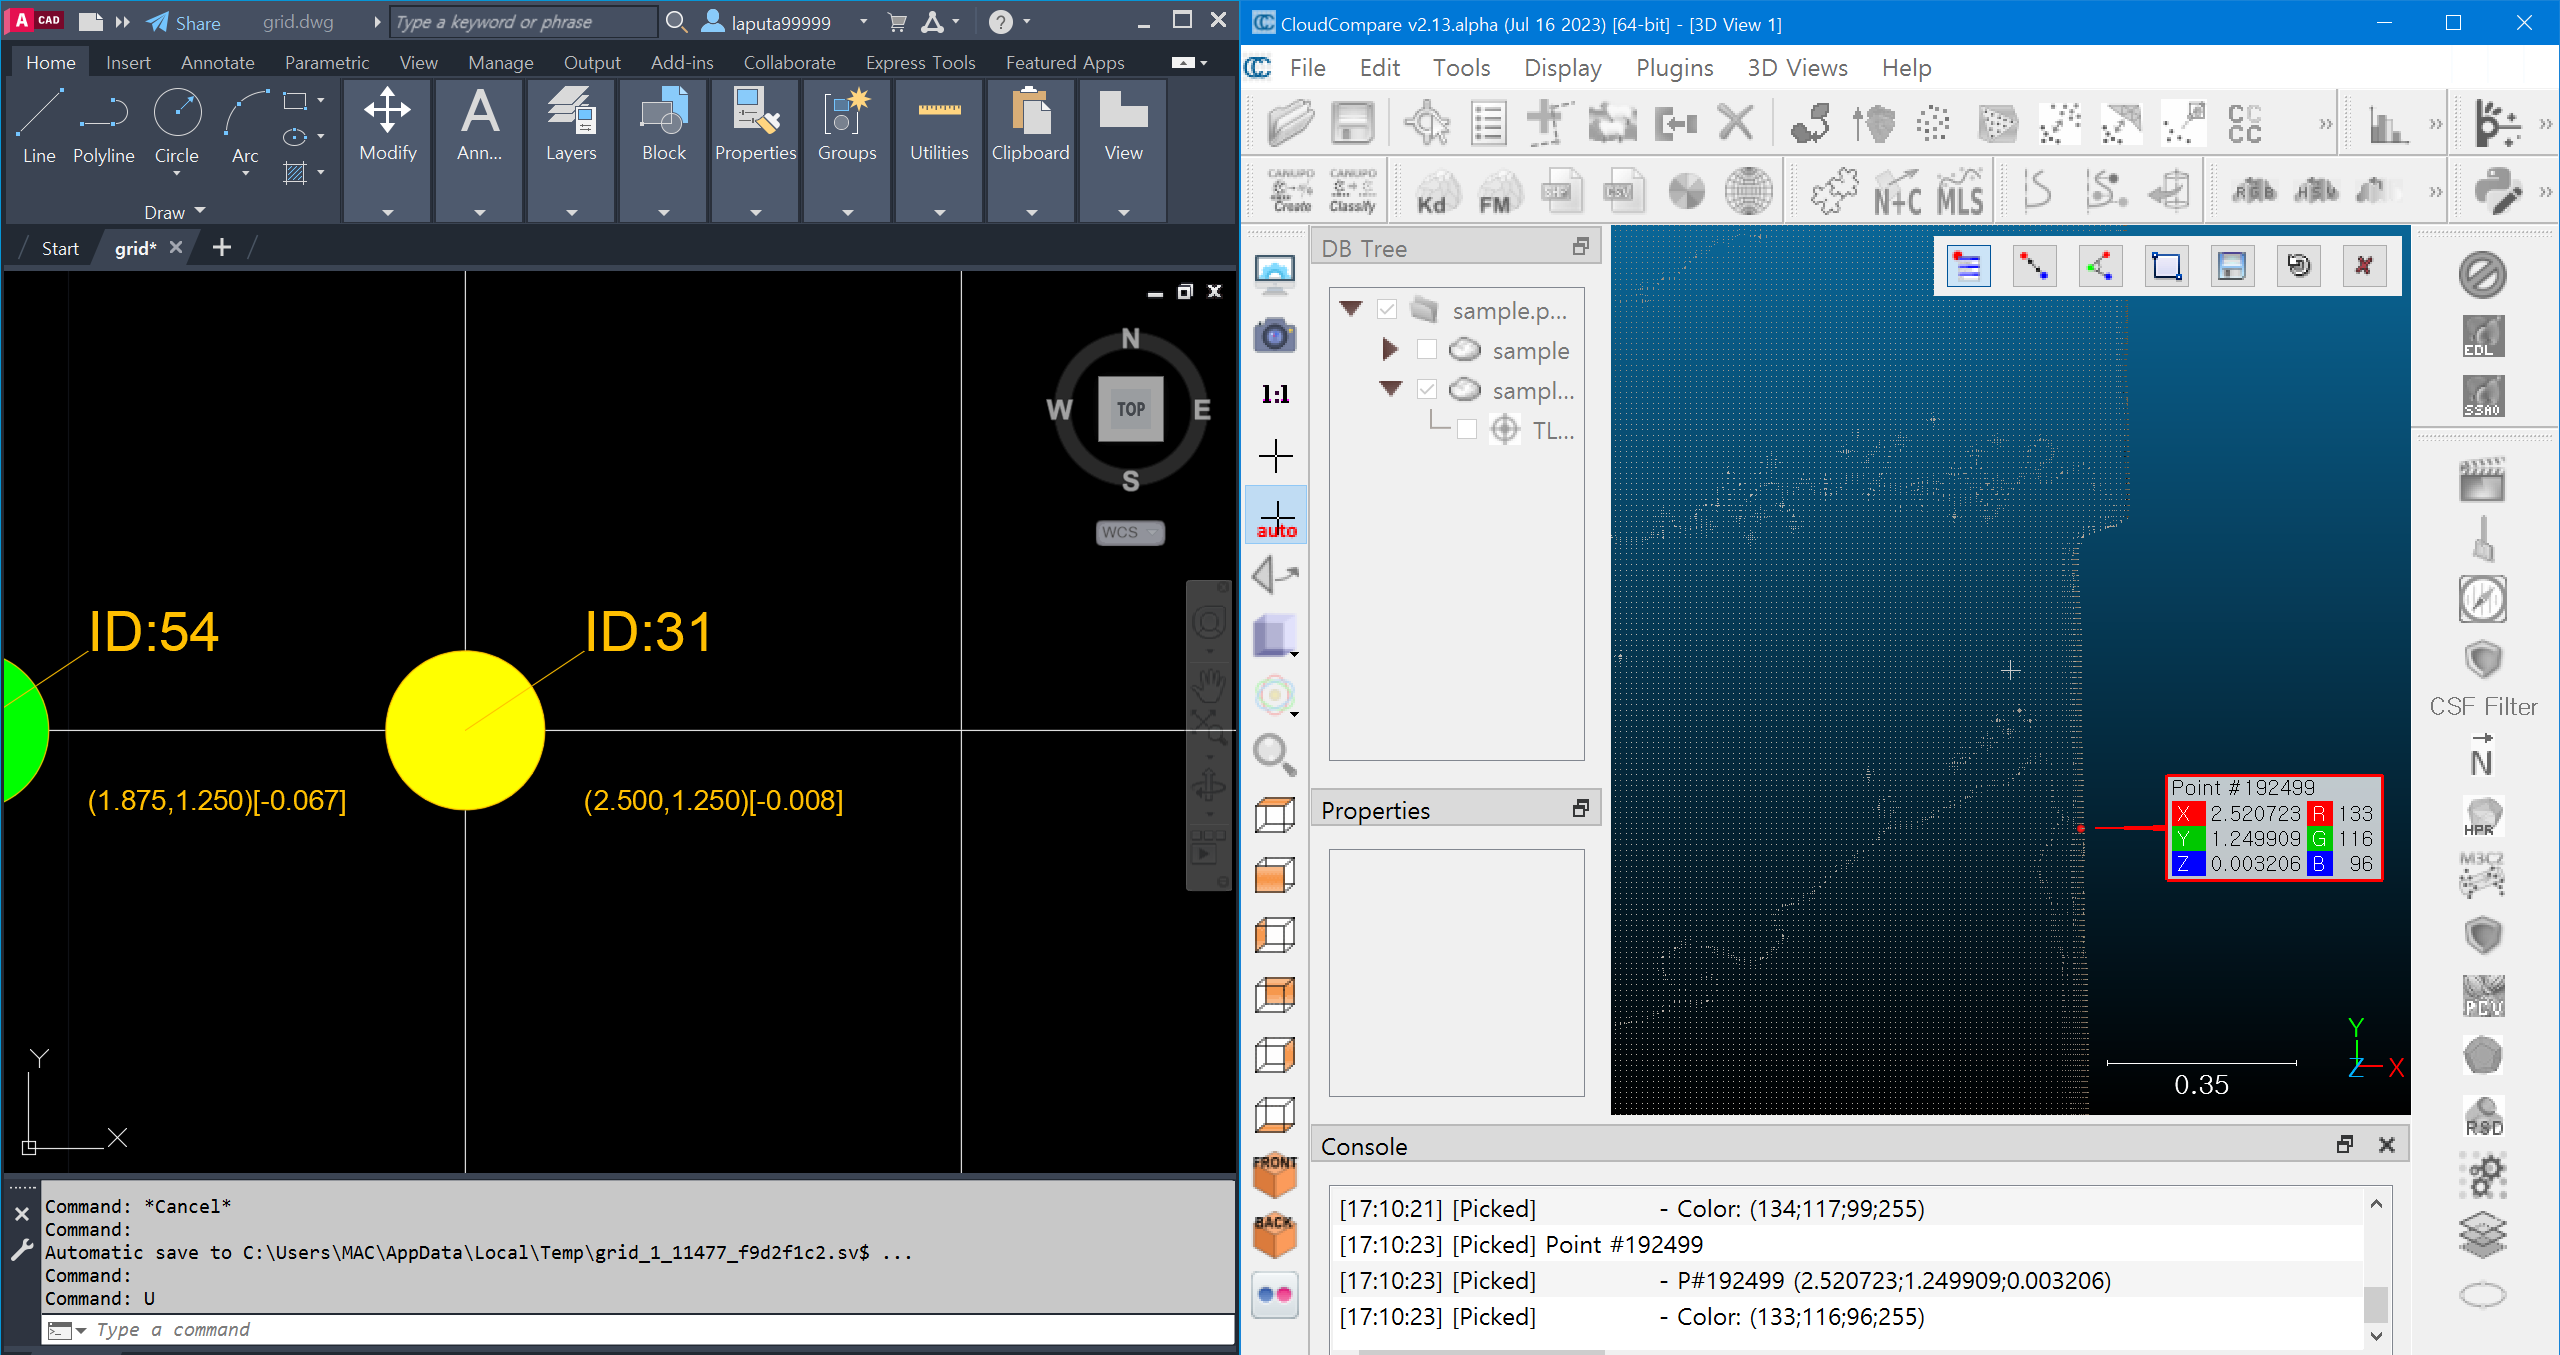 A CAD
Share
grid.dwg
Type a keyword or phrase
laputa99999
Home Insert Annotate Parametric View Manage Output Add-ins Collaborate Express Tools Featured Apps
Line Polyline Circle Arc
Draw
Modify Ann... Layers Block Properties Groups Utilities Clipboard View
Start grid*
N
W TOP E
S
WCS
ID:54
ID:31
(1.875,1.250)[-0.067]
(2.500,1.250)[-0.008]
Y
X
Command: *Cancel*
Command:
Automatic save to C:\Users\MAC\AppData\Local\Temp\grid_1_11477_f9d2f1c2.sv$ ...
Command:
Command: U
Type a command
CloudCompare v2.13.alpha (Jul 16 2023) [64-bit] - [3D View 1]
File Edit Tools Display Plugins 3D Views Help
CC
CC
CANUPO
Create
CANUPO
Classify
Kd FM SHP CSV N+C MLS RGB HSV
1:1
auto
FRONT
BACK
DB Tree
sample.p...
sample
sampl...
TL...
Properties
Point #192499
X 2.520723 R 133
Y 1.249909 G 116
Z 0.003206 B 96
0.35
Y
Z
X
EDL
SSAO
CSF Filter
N
HPR
M3C2
PCV
RSD
Console
[17:10:21] [Picked] - Color: (134;117;99;255)
[17:10:23] [Picked] Point #192499
[17:10:23] [Picked] - P#192499 (2.520723;1.249909;0.003206)
[17:10:23] [Picked] - Color: (133;116;96;255)